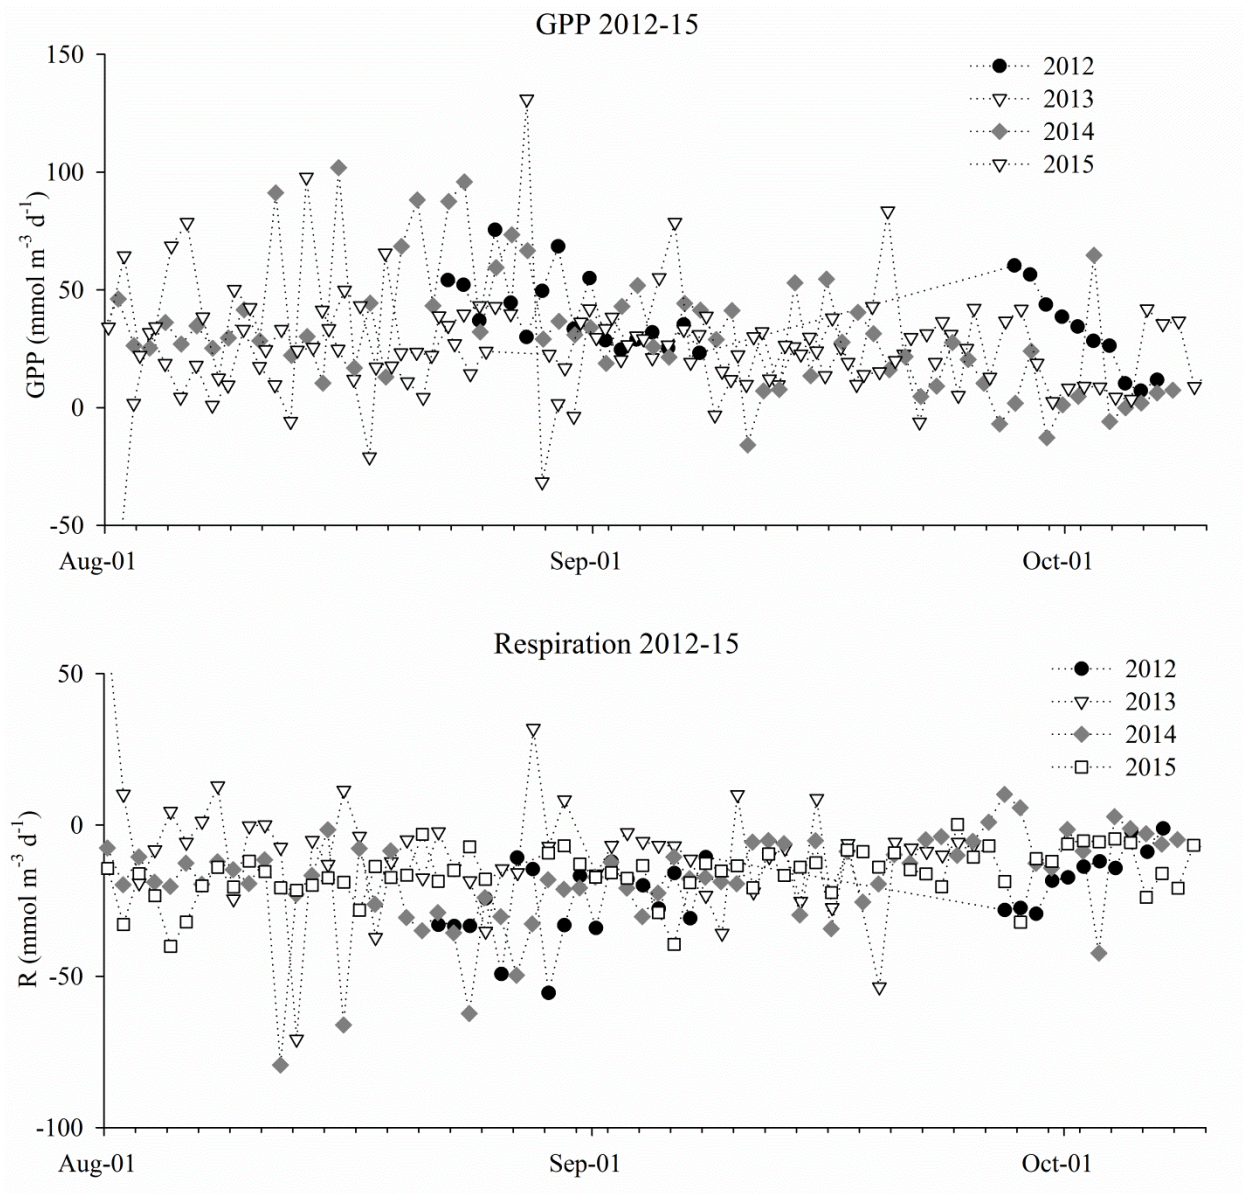 GPP 2012-15
150
100
50
0
-50
GPP (mmol m-3 d-1)
2012
2013
2014
2015
Aug-01
Sep-01
Oct-01
Respiration 2012-15
50
0
-50
-100
R (mmol m-3 d-1)
2012
2013
2014
2015
Aug-01
Sep-01
Oct-01